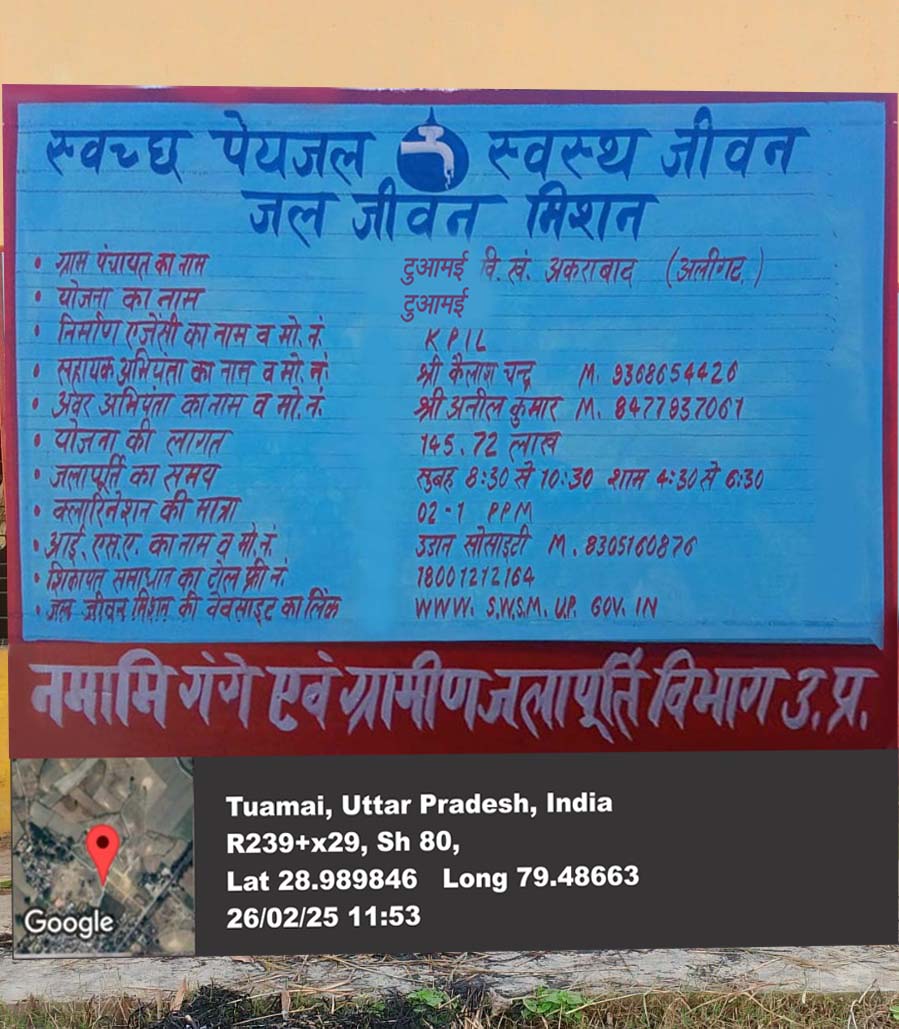 स्वच्छ पेयजल स्वस्थ जीवन
जल जीवन मिशन
• ग्राम पंचायत का नाम टुआमई वि. खं. अकराबाद (अलीगढ़)
• योजना का नाम टुआमई
• निर्माण एजेंसी का नाम व मो. नं. KPIL
• सहायक अभियंता का नाम व मो. नं. श्री कैलाश चन्द्र M. 9368654426
• अवर अभियंता का नाम व मो. नं. श्री अनील कुमार M. 8477837061
• योजना की लागत 145.72 लाख
• जलापूर्ति का समय सुबह 8:30 से 10:30 शाम 4:30 से 6:30
• क्लोरिनेशन की मात्रा 02-1 PPM
• आई. एस. ए. का नाम व मो. नं. उडान सोसाइटी M. 8305160876
• शिकायत समाधान का टोल फ्री नं. 18001212164
• जल जीवन मिशन की वेबसाइट का लिंक WWW. S.W.S.M. UP. GOV. IN
नमामि गंगे एवं ग्रामीण जलापूर्ति विभाग उ. प्र.
Tuamai, Uttar Pradesh, India
R239+x29, Sh 80,
Lat 28.989846 Long 79.48663
26/02/25 11:53
Google